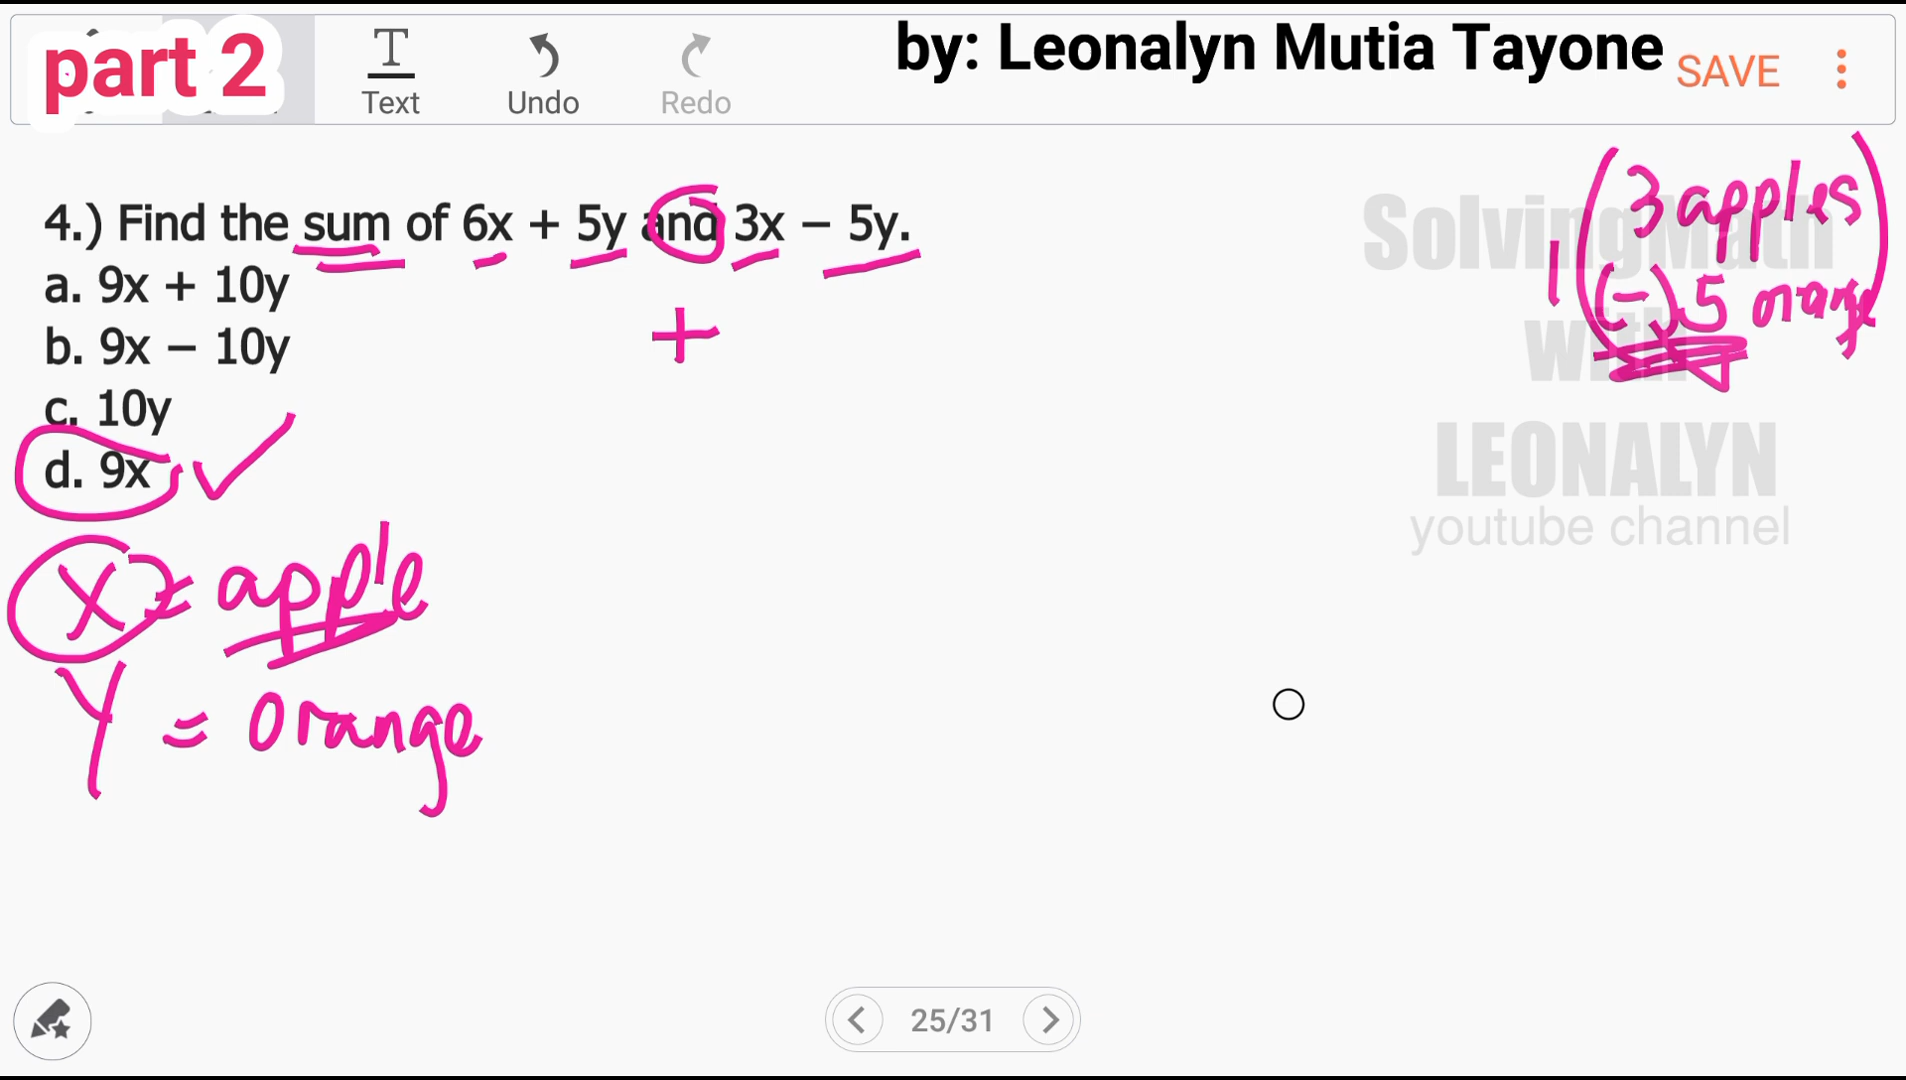 part 2
Text
Undo
Redo
by: Leonalyn Mutia Tayone
SAVE
4.) Find the sum of 6x + 5y and 3x – 5y.
a. 9x + 10y
b. 9x – 10y
c. 10y
d. 9x
+
1 (3 apples
(-) 5 orange)
SolvingMath
with
LEONALYN
youtube channel
x = apple
Y = orange
25/31